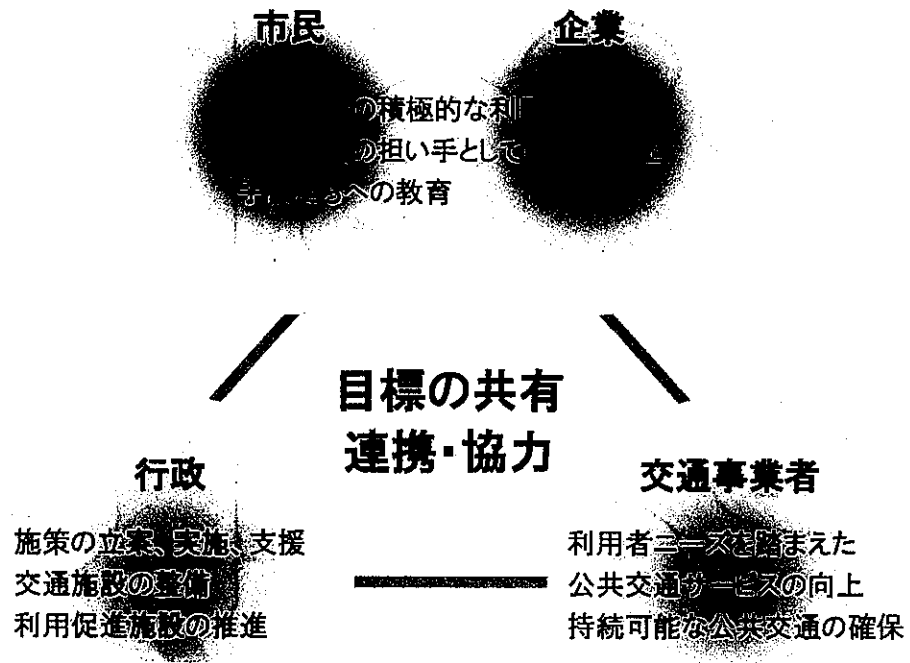 市民
企業
の積極的な利
の担い手として
への教育
目標の共有
連携・協力
行政
施策の立案、実施、支援
交通施設の整備
利用促進施設の推進
交通事業者
利用者ニーズを踏まえた
公共交通サービスの向上
持続可能な公共交通の確保